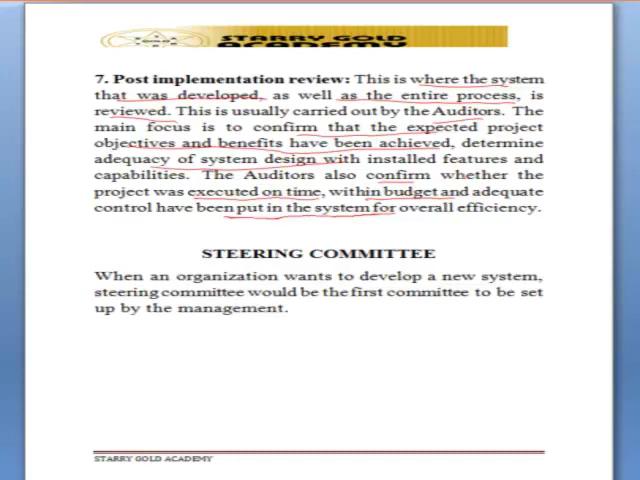 STARRY GOLD
ACADEMY
7. Post implementation review: This is where the system
that was developed, as well as the entire process, is
reviewed. This is usually carried out by the Auditors. The
main focus is to confirm that the expected project
objectives and benefits have been achieved, determine
adequacy of system design with installed features and
capabilities. The Auditors also confirm whether the
project was executed on time, within budget and adequate
control have been put in the system for overall efficiency.
STEERING COMMITTEE
When an organization wants to develop a new system,
steering committee would be the first committee to be set
up by the management.
STARRY GOLD ACADEMY